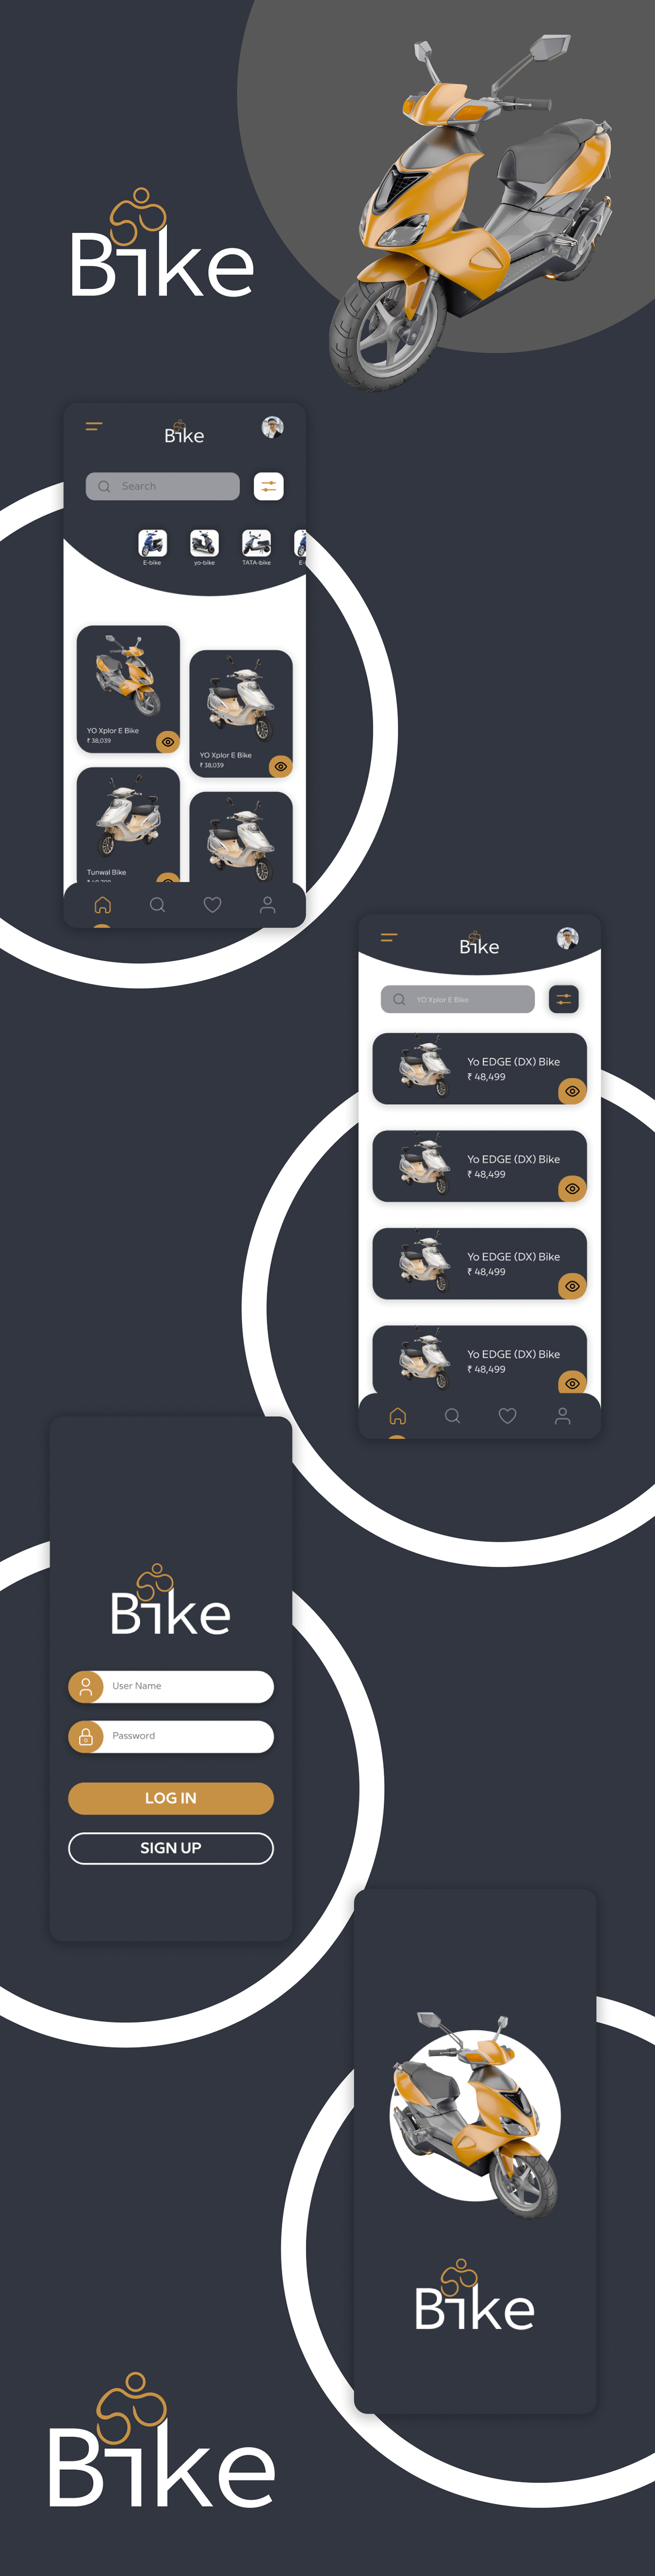 Bike
Bike
Search
E-bike
yo-bike
TATA-bike
E-
YO Xplor E Bike
₹ 38,039
YO Xplor E Bike
₹ 38,039
Tunwal Bike
Bike
YO Xplor E Bike
Yo EDGE (DX) Bike
₹ 48,499
Yo EDGE (DX) Bike
₹ 48,499
Yo EDGE (DX) Bike
₹ 48,499
Yo EDGE (DX) Bike
₹ 48,499
Bike
User Name
Password
LOG IN
SIGN UP
Bike
Bike